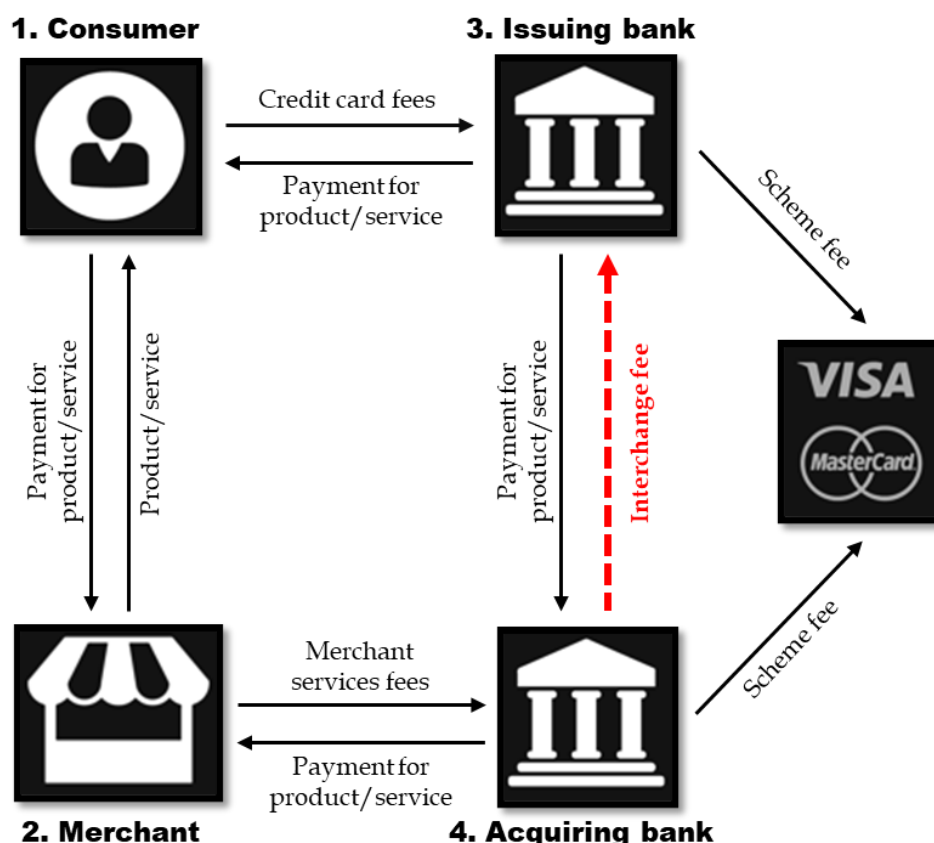 1. Consumer
3. Issuing bank
Credit card fees
Payment for
product/service
Scheme fee
Payment for
product/service
Product/service
Payment for
product/service
Interchange fee
VISA
MasterCard
Merchant
services fees
Scheme fee
Payment for
product/service
2. Merchant
4. Acquiring bank